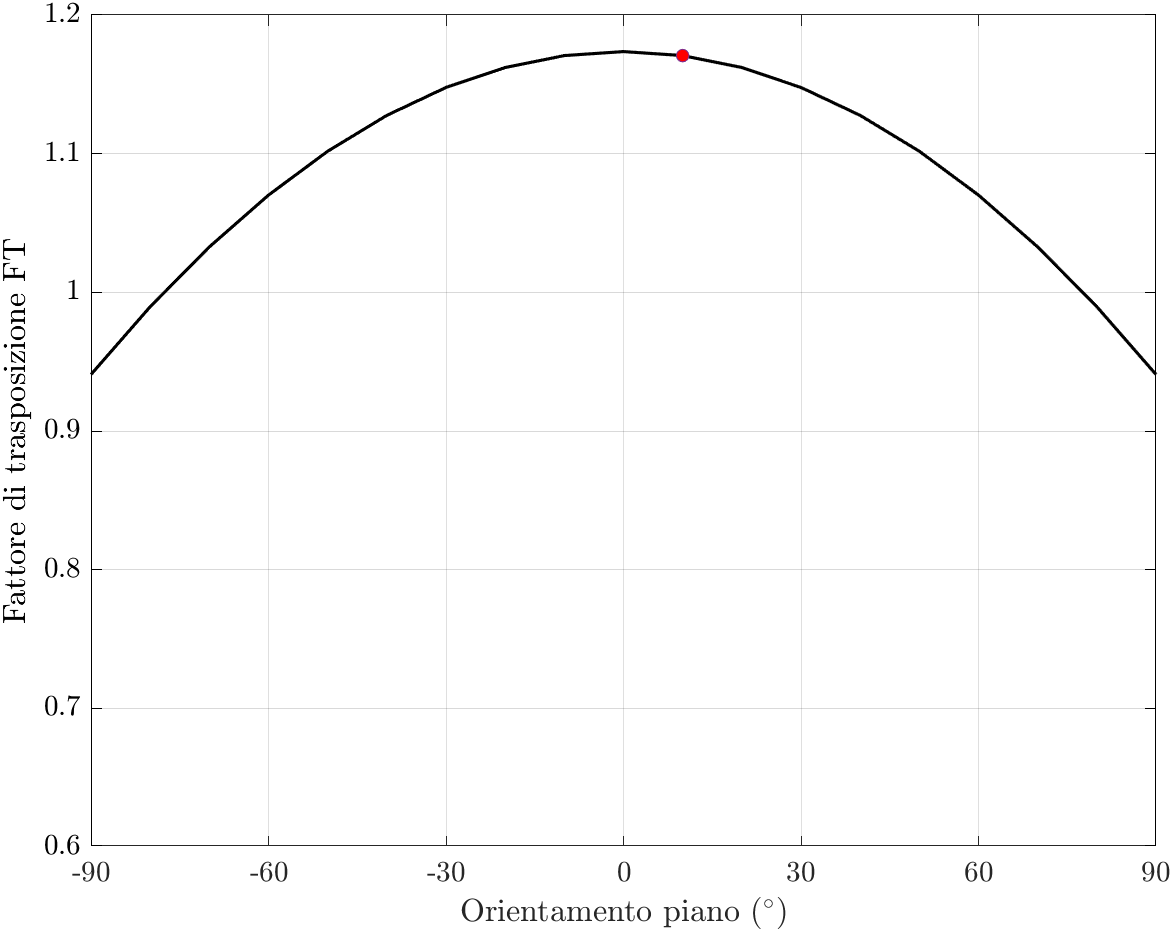 Fattore di trasposizione FT
1.2
1.1
1
0.9
0.8
0.7
0.6
-90 -60 -30 0 30 60 90
Orientamento piano (°)